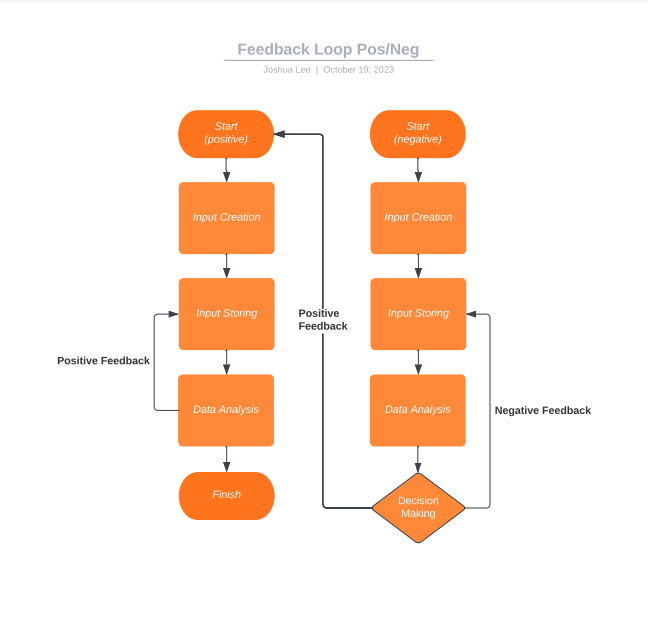 Feedback Loop Pos/Neg
Joshua Lee | October 19, 2023
Start
(positive)
Start
(negative)
Input Creation
Input Creation
Input Storing
Positive
Feedback
Input Storing
Positive Feedback
Data Analysis
Data Analysis
Negative Feedback
Finish
Decision
Making